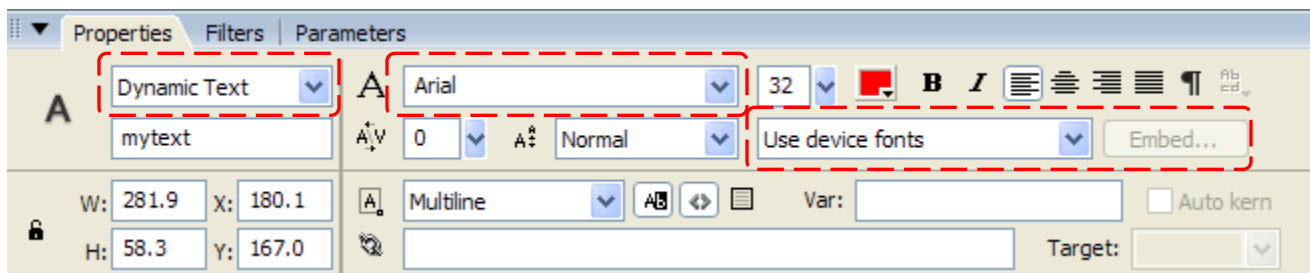 Properties Filters Parameters
Dynamic Text A Arial 32 B I ¶
A
mytext A V 0 A Normal Use device fonts Embed...
W: 281.9 X: 180.1 A Multiline AB <> Var: Auto kern
H: 58.3 Y: 167.0 Target: